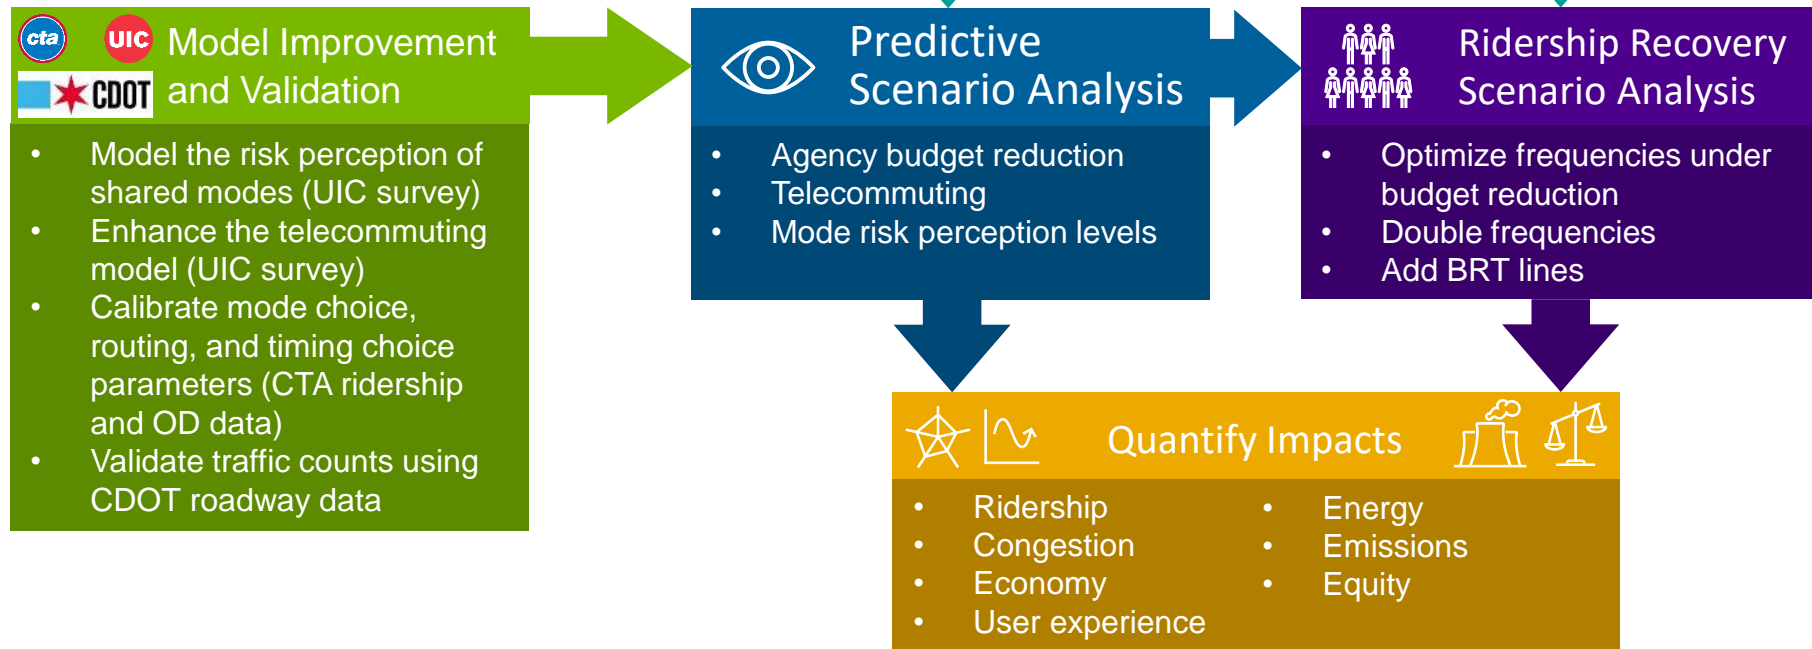 cta
UIC
CDOT
Model Improvement
and Validation
• Model the risk perception of
shared modes (UIC survey)
• Enhance the telecommuting
model (UIC survey)
• Calibrate mode choice,
routing, and timing choice
parameters (CTA ridership
and OD data)
• Validate traffic counts using
CDOT roadway data
Predictive
Scenario Analysis
• Agency budget reduction
• Telecommuting
• Mode risk perception levels
Ridership Recovery
Scenario Analysis
• Optimize frequencies under
budget reduction
• Double frequencies
• Add BRT lines
Quantify Impacts
• Ridership
• Congestion
• Economy
• User experience
• Energy
• Emissions
• Equity